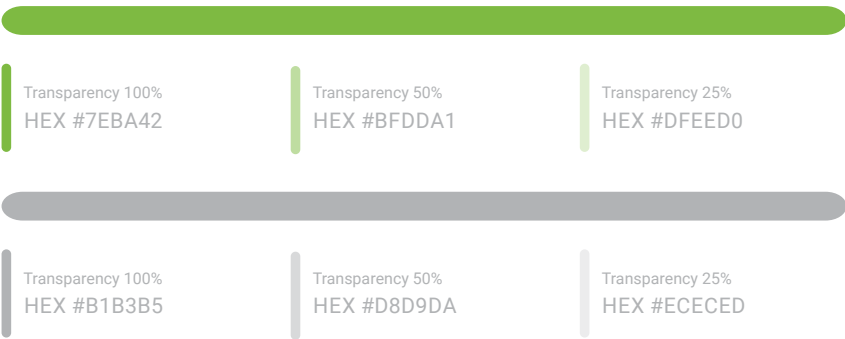 Transparency 100%
HEX #7EBA42
Transparency 50%
HEX #BFDDA1
Transparency 25%
HEX #DFEED0
Transparency 100%
HEX #B1B3B5
Transparency 50%
HEX #D8D9DA
Transparency 25%
HEX #ECECED